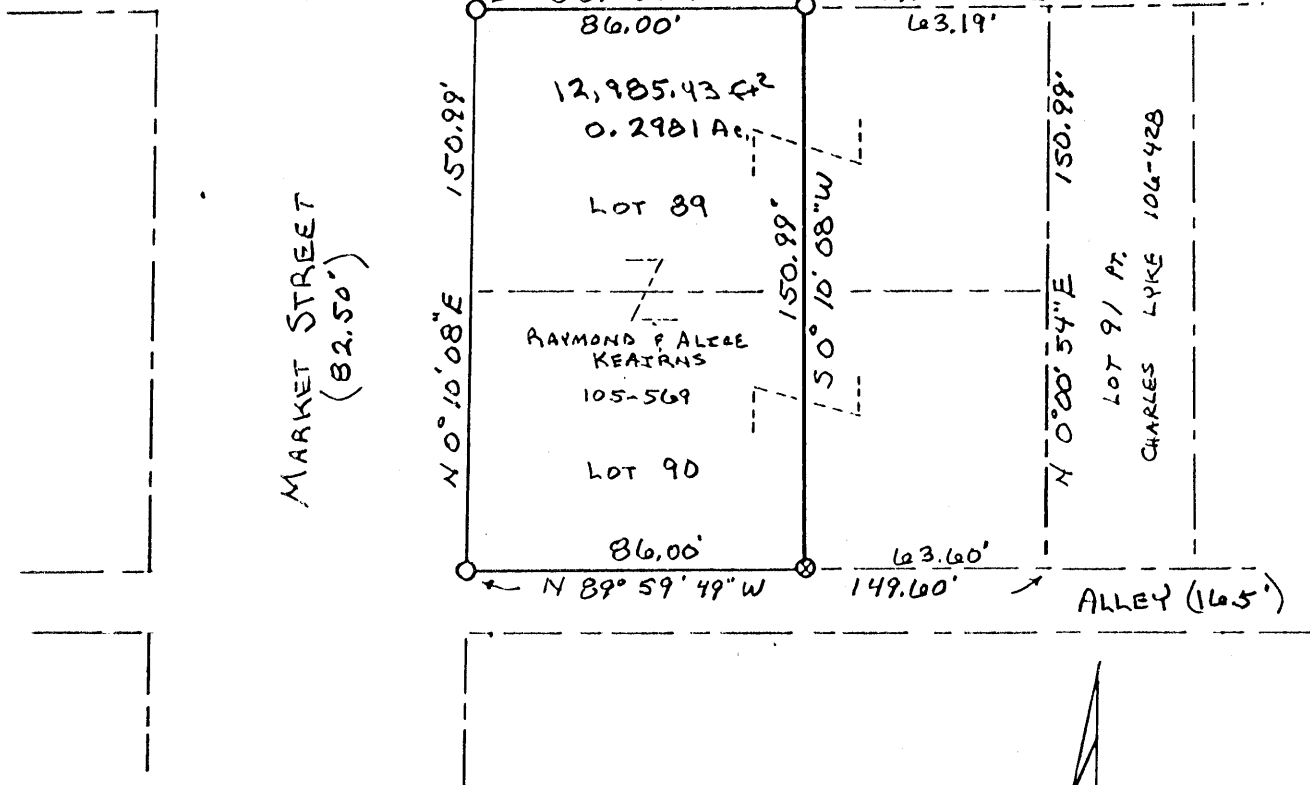 86.00'
63.19'
12,985.43 ft²
0.2981 Ac.
LOT 89
150.99'
N 0° 10' 08" E
MARKET STREET
(82.50')
RAYMOND & ALICE
KEAIRNS
105-569
LOT 90
150.99'
S 0° 10' 08" W
150.99'
N 0° 00' 54" E
LOT 91 PT.
CHARLES LYKE 106-428
86.00'
63.60'
N 89° 59' 49" W
149.60'
ALLEY (16.5')